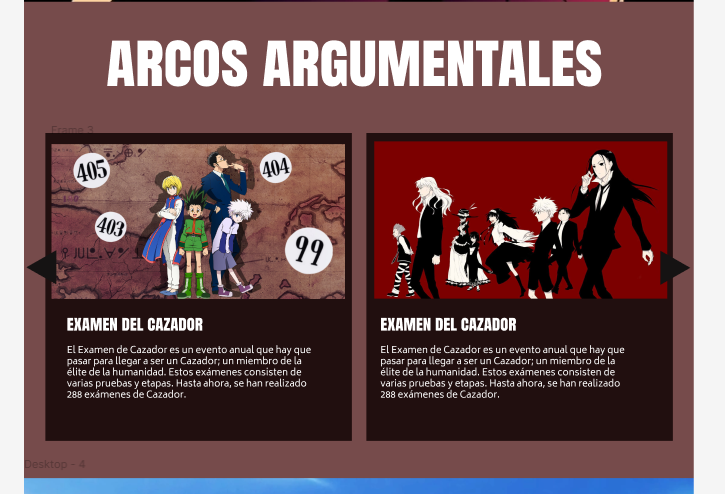 ARCOS ARGUMENTALES
Frame 3
405
404
403
99
EXAMEN DEL CAZADOR
El Examen de Cazador es un evento anual que hay que
pasar para llegar a ser un Cazador; un miembro de la
élite de la humanidad. Estos exámenes consisten de
varias pruebas y etapas. Hasta ahora, se han realizado
288 exámenes de Cazador.
EXAMEN DEL CAZADOR
El Examen de Cazador es un evento anual que hay que
pasar para llegar a ser un Cazador; un miembro de la
élite de la humanidad. Estos exámenes consisten de
varias pruebas y etapas. Hasta ahora, se han realizado
288 exámenes de Cazador.
Desktop - 4